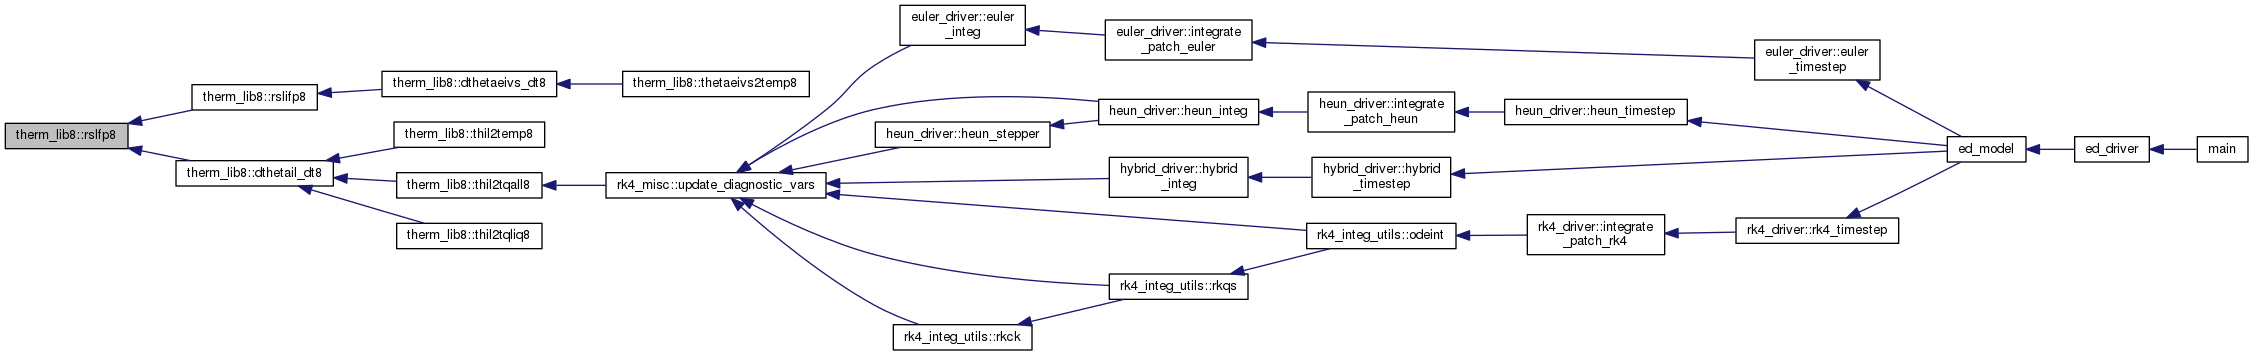 therm_lib8::rslfp8
therm_lib8::rslifp8
therm_lib8::dthetaeivs_dt8
therm_lib8::thetaeivs2temp8
therm_lib8::dthetail_dt8
therm_lib8::thil2temp8
therm_lib8::thil2tqall8
therm_lib8::thil2tqliq8
rk4_misc::update_diagnostic_vars
euler_driver::euler
_integ
euler_driver::integrate
_patch_euler
euler_driver::euler
_timestep
heun_driver::heun_stepper
heun_driver::heun_integ
heun_driver::integrate
_patch_heun
heun_driver::heun_timestep
hybrid_driver::hybrid
_integ
hybrid_driver::hybrid
_timestep
rk4_integ_utils::odeint
rk4_integ_utils::rkqs
rk4_integ_utils::rkck
rk4_driver::integrate
_patch_rk4
rk4_driver::rk4_timestep
ed_model
ed_driver
main